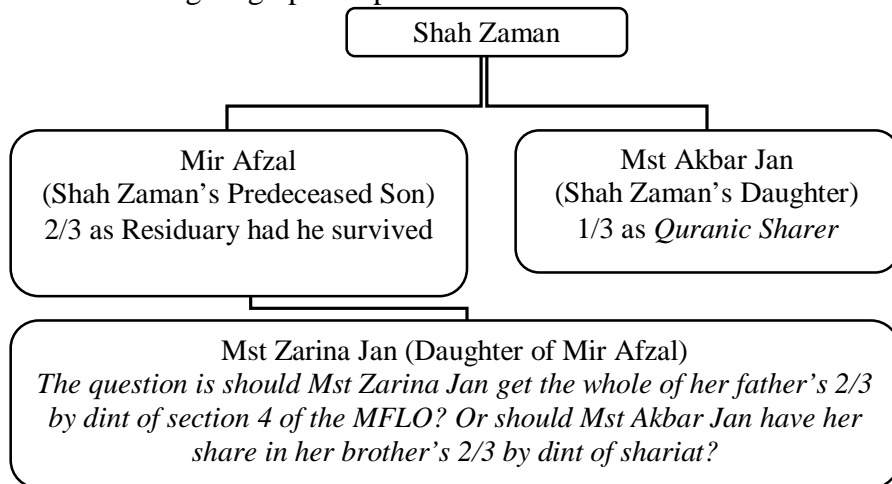 Shah Zaman
Mir Afzal
(Shah Zaman's Predeceased Son)
2/3 as Residuary had he survived
Mst Akbar Jan
(Shah Zaman's Daughter)
1/3 as Quranic Sharer
Mst Zarina Jan (Daughter of Mir Afzal)
The question is should Mst Zarina Jan get the whole of her father's 2/3
by dint of section 4 of the MFLO? Or should Mst Akbar Jan have her
share in her brother's 2/3 by dint of shariat?